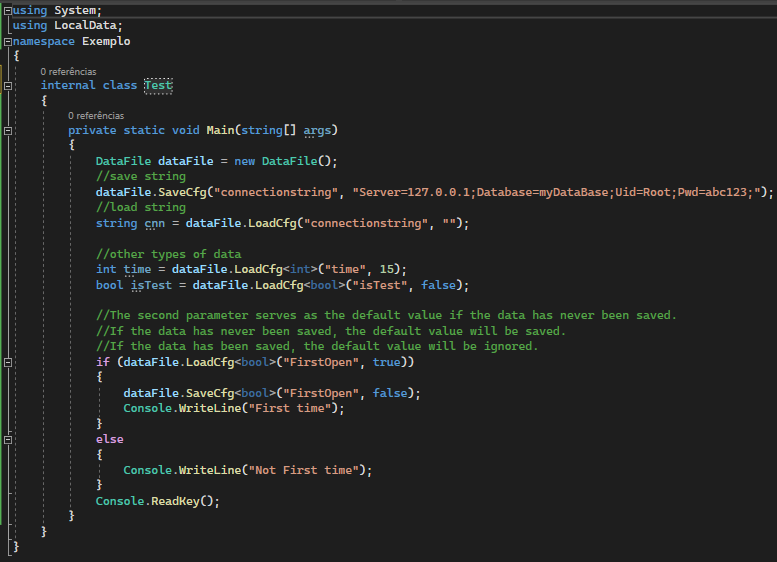 using System;
using LocalData;
namespace Exemplo
{
0 referências
internal class Test
{
0 referências
private static void Main(string[] args)
{
DataFile dataFile = new DataFile();
//save string
dataFile.SaveCfg("connectionstring", "Server=127.0.0.1;Database=myDataBase;Uid=Root;Pwd=abc123;");
//load string
string cnn = dataFile.LoadCfg("connectionstring", "");
//other types of data
int time = dataFile.LoadCfg<int>("time", 15);
bool isTest = dataFile.LoadCfg<bool>("isTest", false);
//The second parameter serves as the default value if the data has never been saved.
//If the data has never been saved, the default value will be saved.
//If the data has been saved, the default value will be ignored.
if (dataFile.LoadCfg<bool>("FirstOpen", true))
{
dataFile.SaveCfg<bool>("FirstOpen", false);
Console.WriteLine("First time");
}
else
{
Console.WriteLine("Not First time");
}
Console.ReadKey();
}
}
}